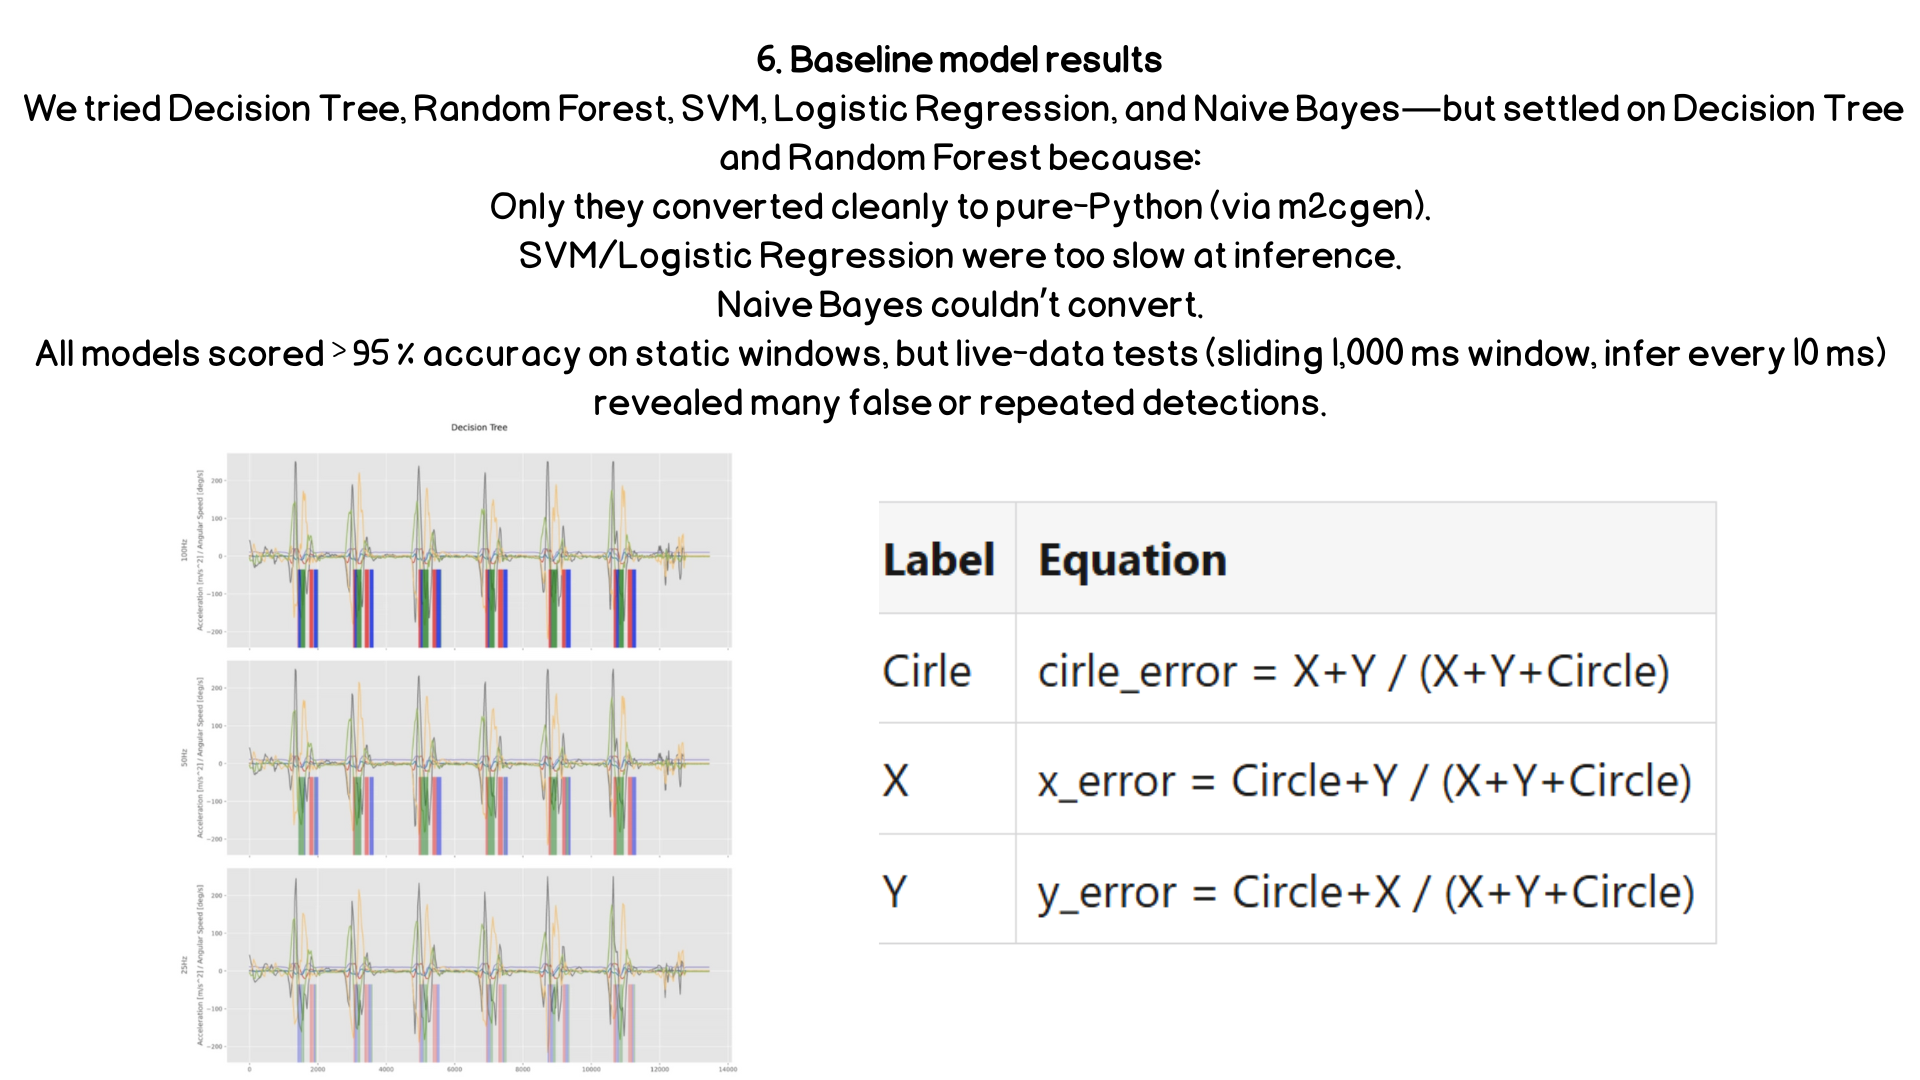 6. Baseline model results
We tried Decision Tree, Random Forest, SVM, Logistic Regression, and Naive Bayes—but settled on Decision Tree
and Random Forest because:
Only they converted cleanly to pure-Python (via m2cgen).
SVM/Logistic Regression were too slow at inference.
Naive Bayes couldn't convert.
All models scored > 95 % accuracy on static windows, but live-data tests (sliding 1,000 ms window, infer every 10 ms)
revealed many false or repeated detections.
Decision Tree
100Hz
Acceleration [m/s^2] / Angular Speed [deg/s]
200
100
0
−100
−200
50Hz
Acceleration [m/s^2] / Angular Speed [deg/s]
200
100
0
−100
−200
25Hz
Acceleration [m/s^2] / Angular Speed [deg/s]
200
100
0
−100
−200
0 2000 4000 6000 8000 10000 12000 14000
Label Equation
Cirle cirle_error = X+Y / (X+Y+Circle)
X x_error = Circle+Y / (X+Y+Circle)
Y y_error = Circle+X / (X+Y+Circle)